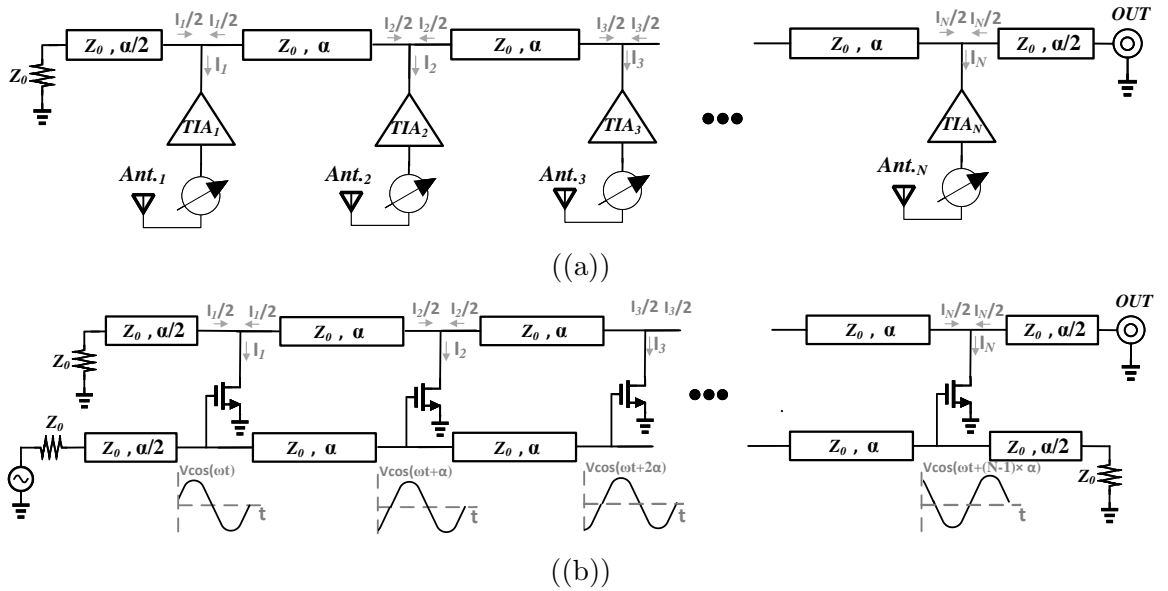 I₁/2 I₁/2 I₂/2 I₂/2 I₃/2 I₃/2 I_N/2 I_N/2 OUT
Z₀ , α/2 Z₀ , α Z₀ , α Z₀ , α Z₀ , α/2
Z₀ I₁ I₂ I₃ I_N
TIA₁ TIA₂ TIA₃ TIA_N
Ant.₁ Ant.₂ Ant.₃ Ant._N
((a))
I₁/2 I₁/2 I₂/2 I₂/2 I₃/2 I₃/2 I_N/2 I_N/2 OUT
Z₀ , α/2 Z₀ , α Z₀ , α Z₀ , α Z₀ , α/2
Z₀ I₁ I₂ I₃ I_N
Z₀
Z₀ , α/2 Z₀ , α Z₀ , α Z₀ , α Z₀ , α/2
Vcos(ωt) Vcos(ωt+α) Vcos(ωt+2α) Vcos(ωt+(N-1)× α) Z₀
t t t t
((b))